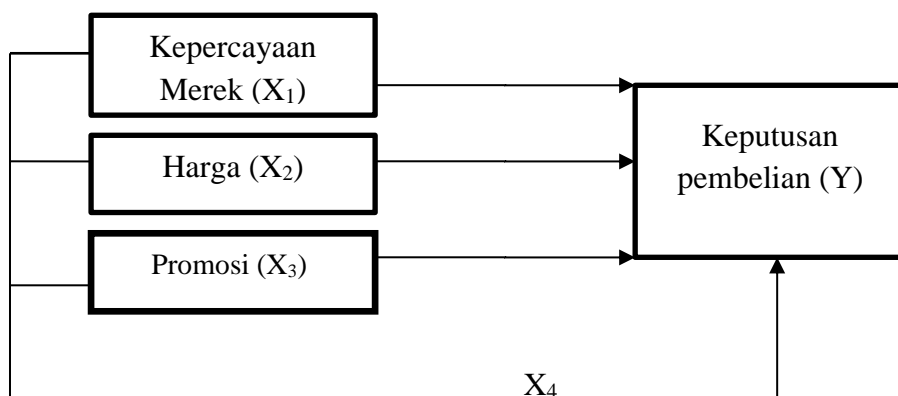 Kepercayaan
Merek (X₁)
Harga (X₂)
Promosi (X₃)
Keputusan
pembelian (Y)
X₄